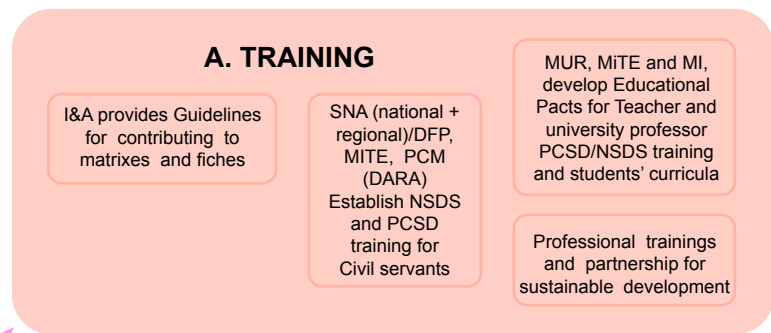 A. TRAINING
I&A provides Guidelines
for contributing to
matrixes and fiches
SNA (national +
regional)/DFP,
MITE, PCM
(DARA)
Establish NSDS
and PCSD
training for
Civil servants
MUR, MiTE and MI,
develop Educational
Pacts for Teacher and
university professor
PCSD/NSDS training
and students’ curricula
Professional trainings
and partnership for
sustainable development